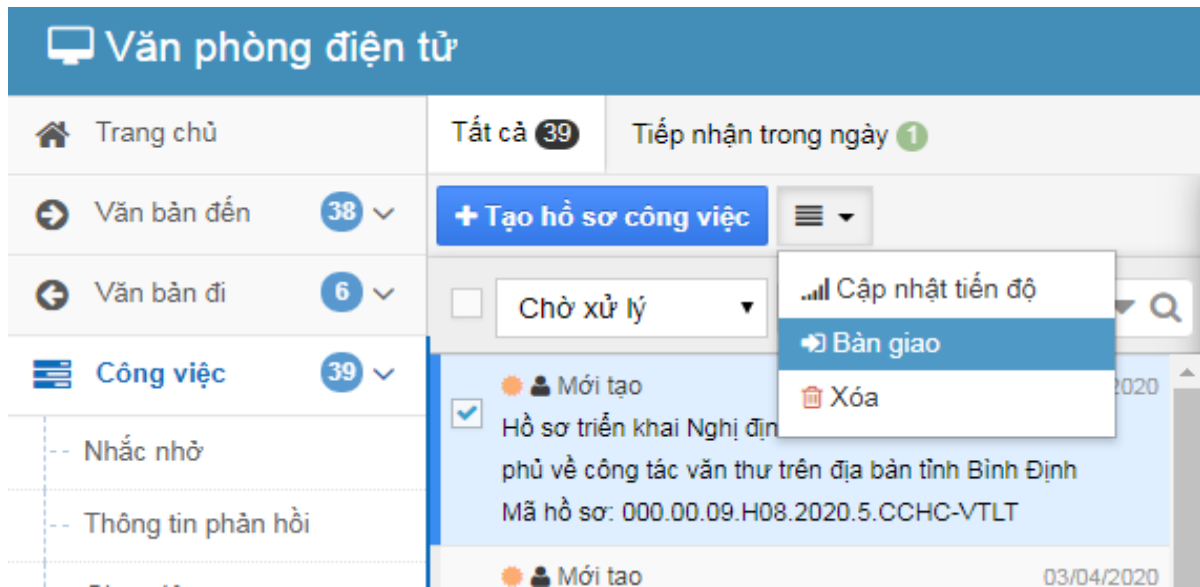 Văn phòng điện tử
Trang chủ
Tất cả 39 Tiếp nhận trong ngày 1
Văn bản đến 38
+ Tạo hồ sơ công việc
Văn bản đi 6
Chờ xử lý
Cập nhật tiến độ
Bàn giao
Xóa
Công việc 39
Nhắc nhở
Thông tin phản hồi
Mới tạo 2020
Hồ sơ triển khai Nghị
phủ về công tác văn thư trên địa bàn tỉnh Bình Định
Mã hồ sơ: 000.00.09.H08.2020.5.CCHC-VTLT
Mới tạo 03/04/2020